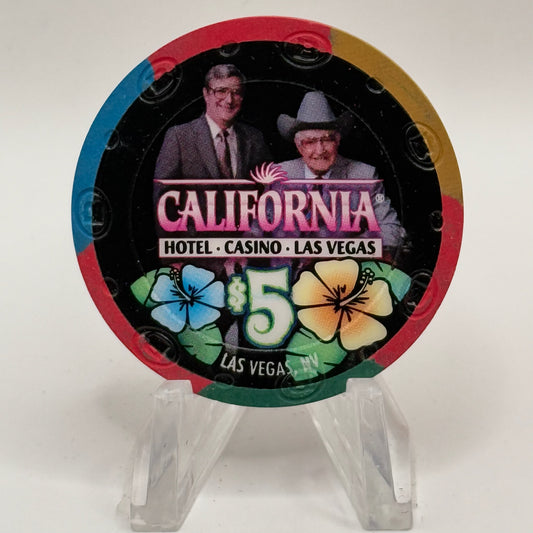 CALIFORNIA®
HOTEL · CASINO · LAS VEGAS
$5
LAS VEGAS, NV